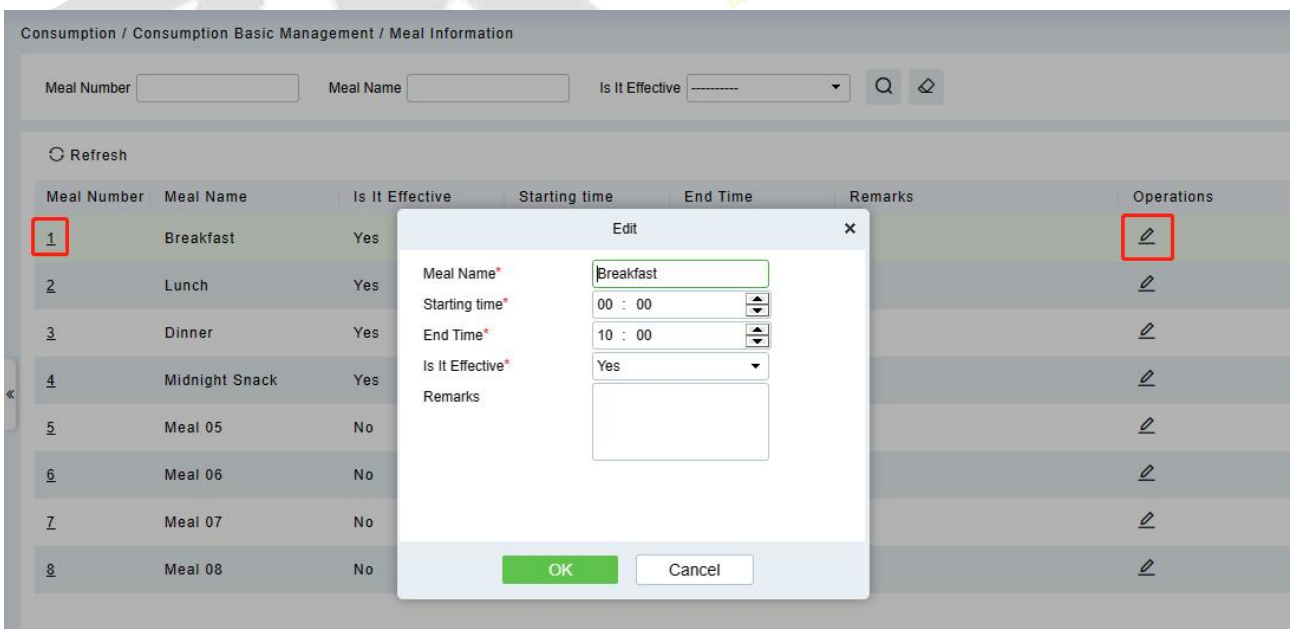 Consumption / Consumption Basic Management / Meal Information
Meal Number Meal Name Is It Effective ----------
Refresh
Meal Number Meal Name Is It Effective Starting time End Time Remarks Operations
1 Breakfast Yes
2 Lunch Yes
3 Dinner Yes
4 Midnight Snack Yes
5 Meal 05 No
6 Meal 06 No
7 Meal 07 No
8 Meal 08 No
Edit
Meal Name* Breakfast
Starting time* 00 : 00
End Time* 10 : 00
Is It Effective* Yes
Remarks
OK Cancel